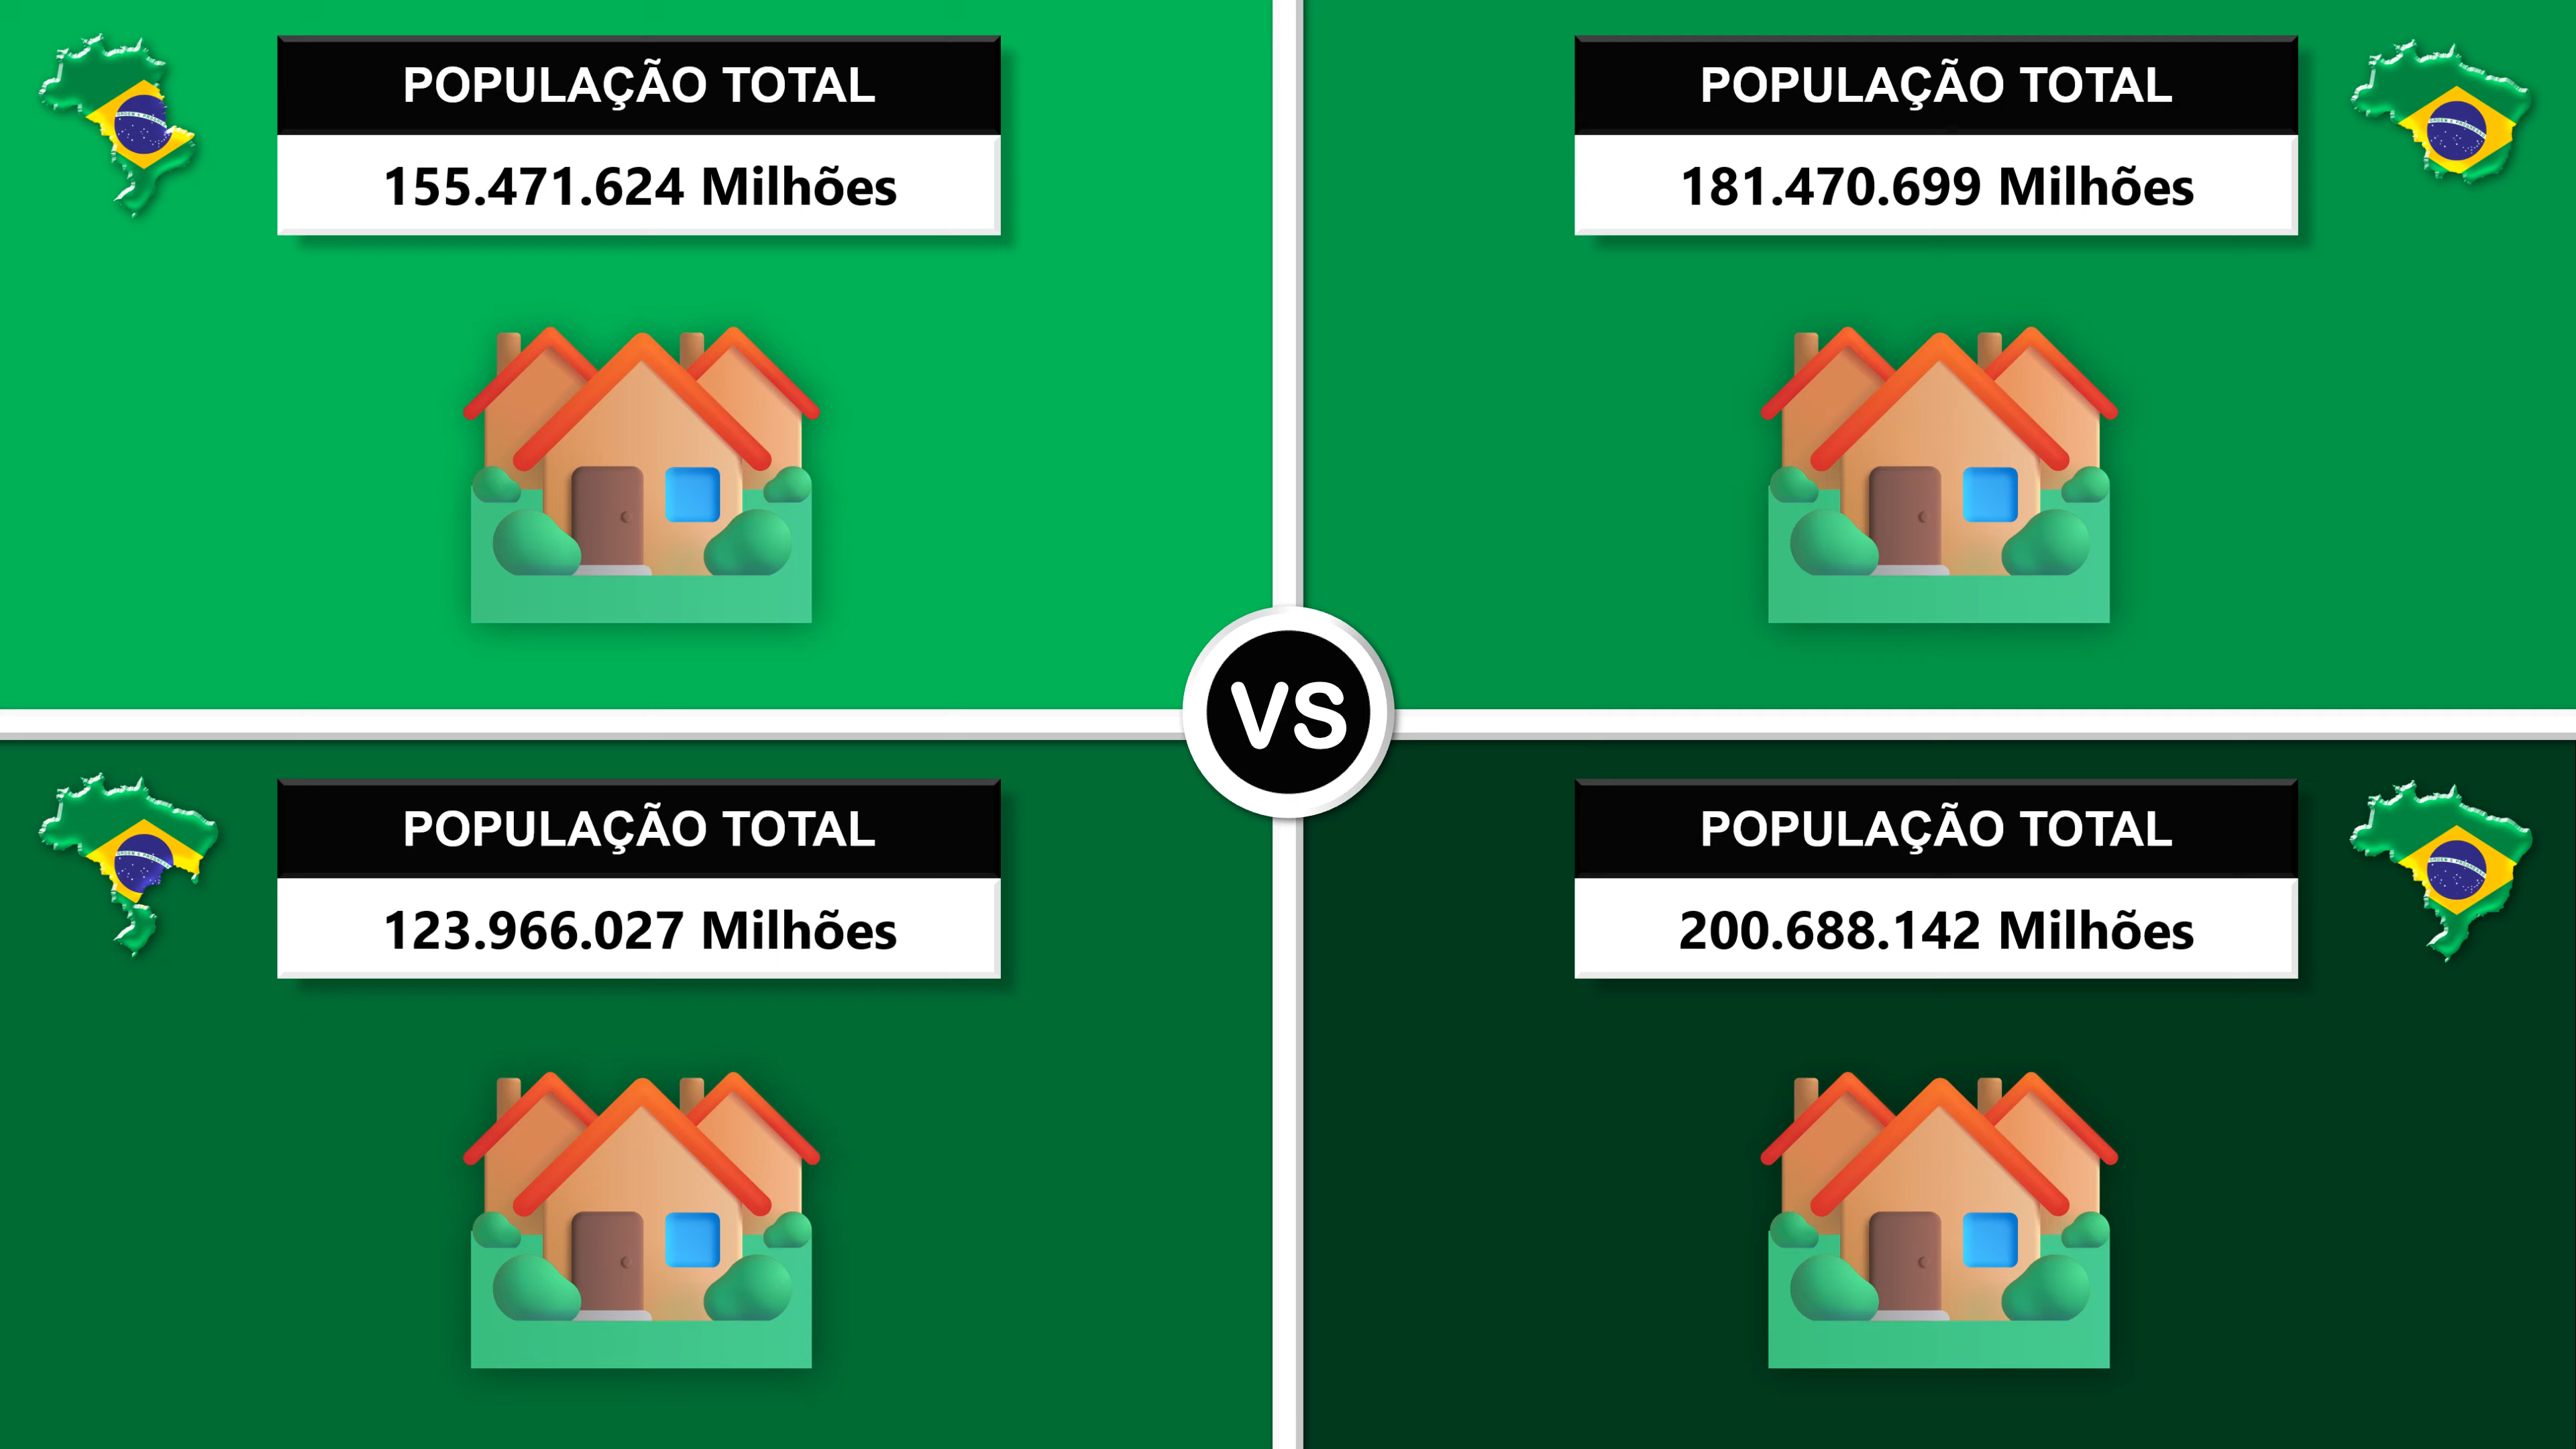 POPULAÇÃO TOTAL
155.471.624 Milhões
POPULAÇÃO TOTAL
181.470.699 Milhões
VS
POPULAÇÃO TOTAL
123.966.027 Milhões
POPULAÇÃO TOTAL
200.688.142 Milhões